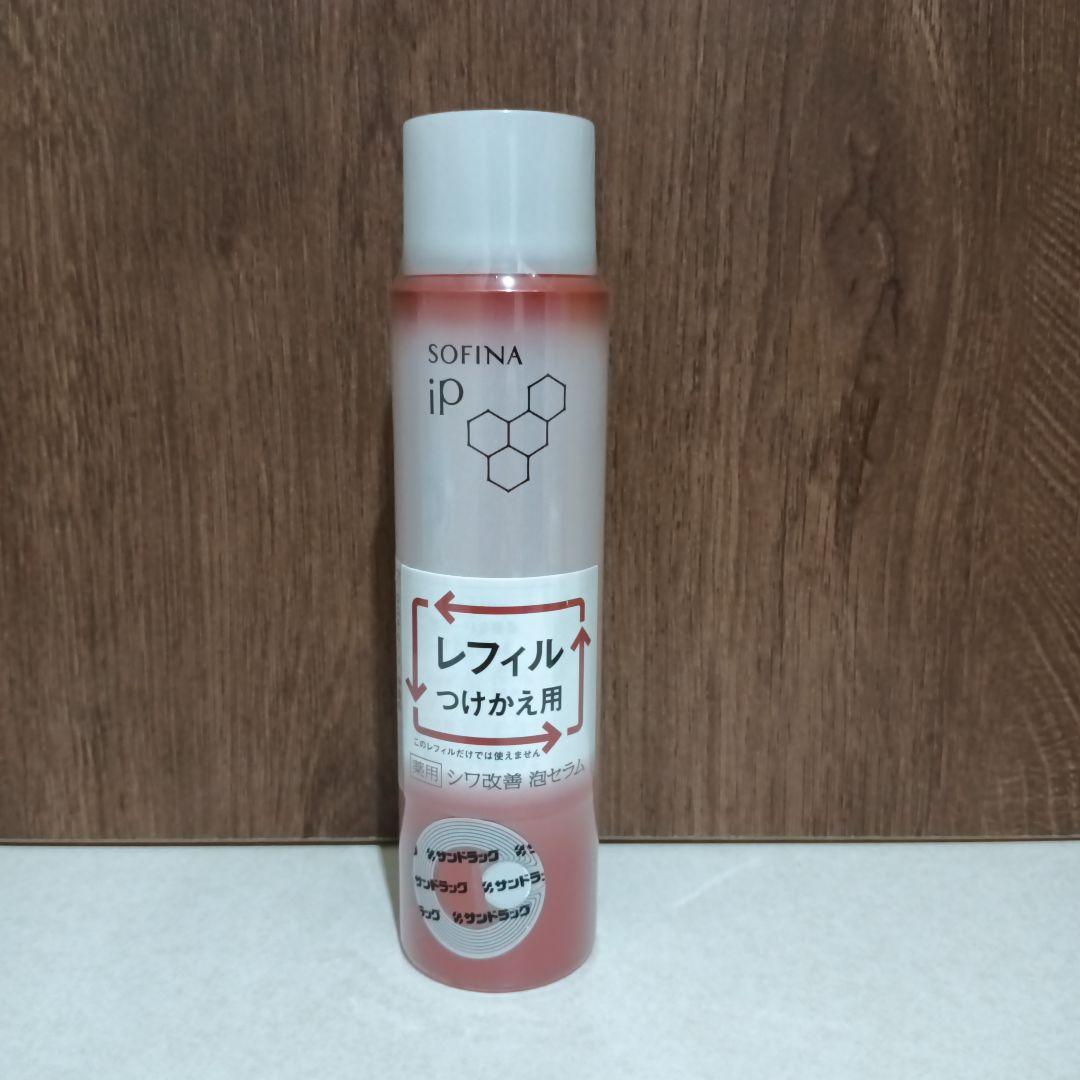 SOFINA
iP
レフィル
つけかえ用
このレフィルだけでは使えません
薬用 シワ改善 泡セラム
サンドラッグ
サンドラッグ サンドラッ
ラッグ サンドラッグ